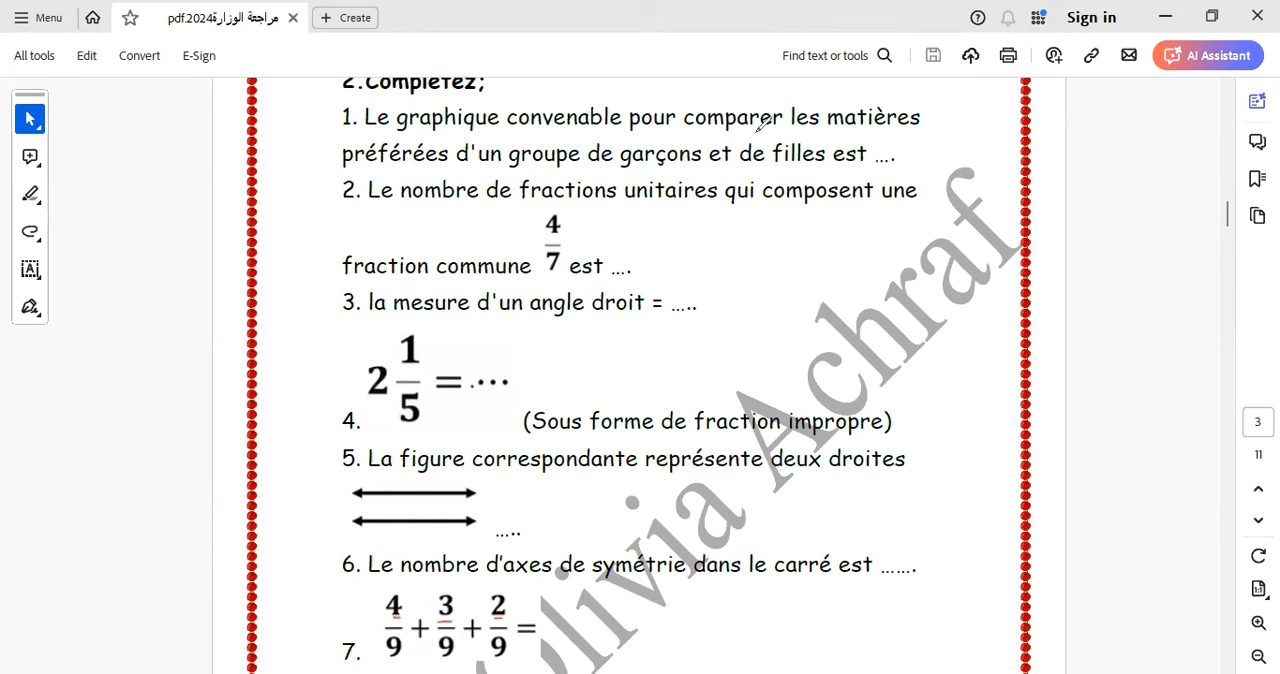 Menu
مراجعة الوزارة2024.pdf
Create
Sign in
All tools
Edit
Convert
E-Sign
Find text or tools
AI Assistant
2.Complétez;
1. Le graphique convenable pour comparer les matières
préférées d'un groupe de garçons et de filles est ....
2. Le nombre de fractions unitaires qui composent une
fraction commune 4/7 est ....
3. la mesure d'un angle droit = .....
4. 2 1/5 = .... (Sous forme de fraction impropre)
5. La figure correspondante représente deux droites
.....
6. Le nombre d'axes de symétrie dans le carré est .......
7. 4/9 + 3/9 + 2/9 =
3
11
olivia Achraf